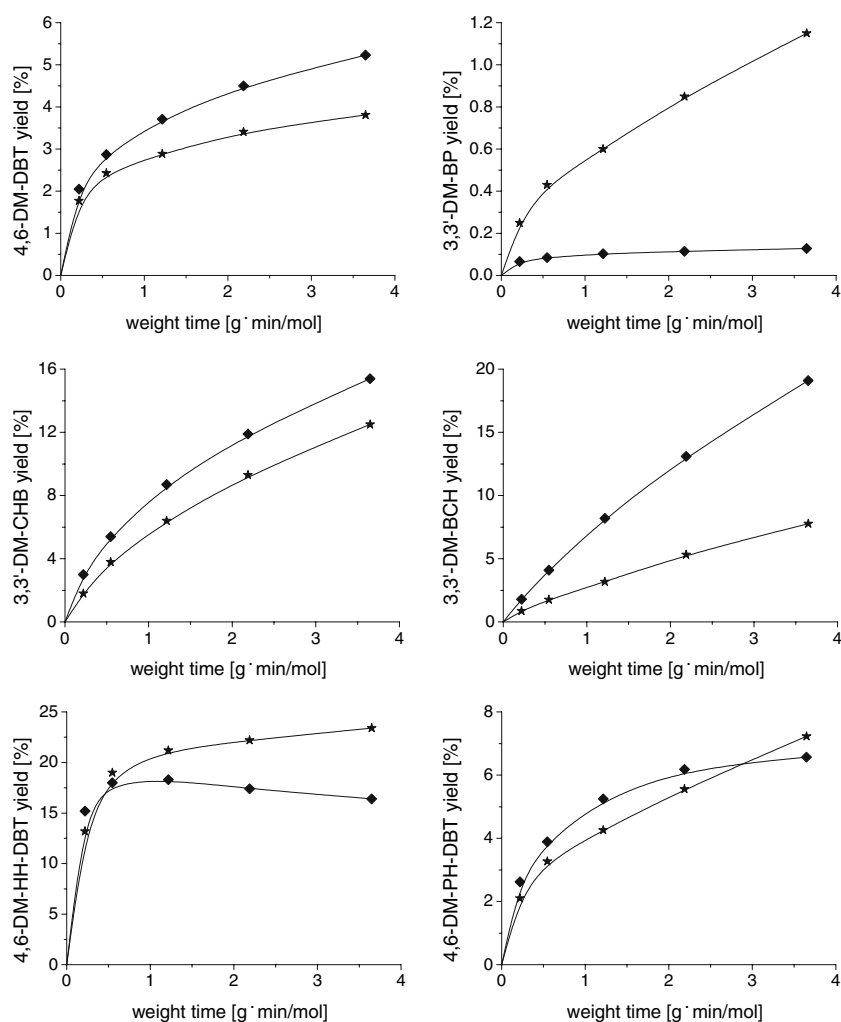 6
5
4
3
2
1
0
0 1 2 3 4
4,6-DM-DBT yield [%]
weight time [g·min/mol]
1.2
0.8
0.6
0.4
0.2
0.0
0 1 2 3 4
3,3'-DM-BP yield [%]
weight time [g·min/mol]
16
12
8
4
0
0 1 2 3 4
3,3'-DM-CHB yield [%]
weight time [g·min/mol]
20
15
10
5
0
0 1 2 3 4
3,3'-DM-BCH yield [%]
weight time [g·min/mol]
25
20
15
10
5
0
0 1 2 3 4
4,6-DM-HH-DBT yield [%]
weight time [g·min/mol]
8
6
4
2
0
0 1 2 3 4
4,6-DM-PH-DBT yield [%]
weight time [g·min/mol]